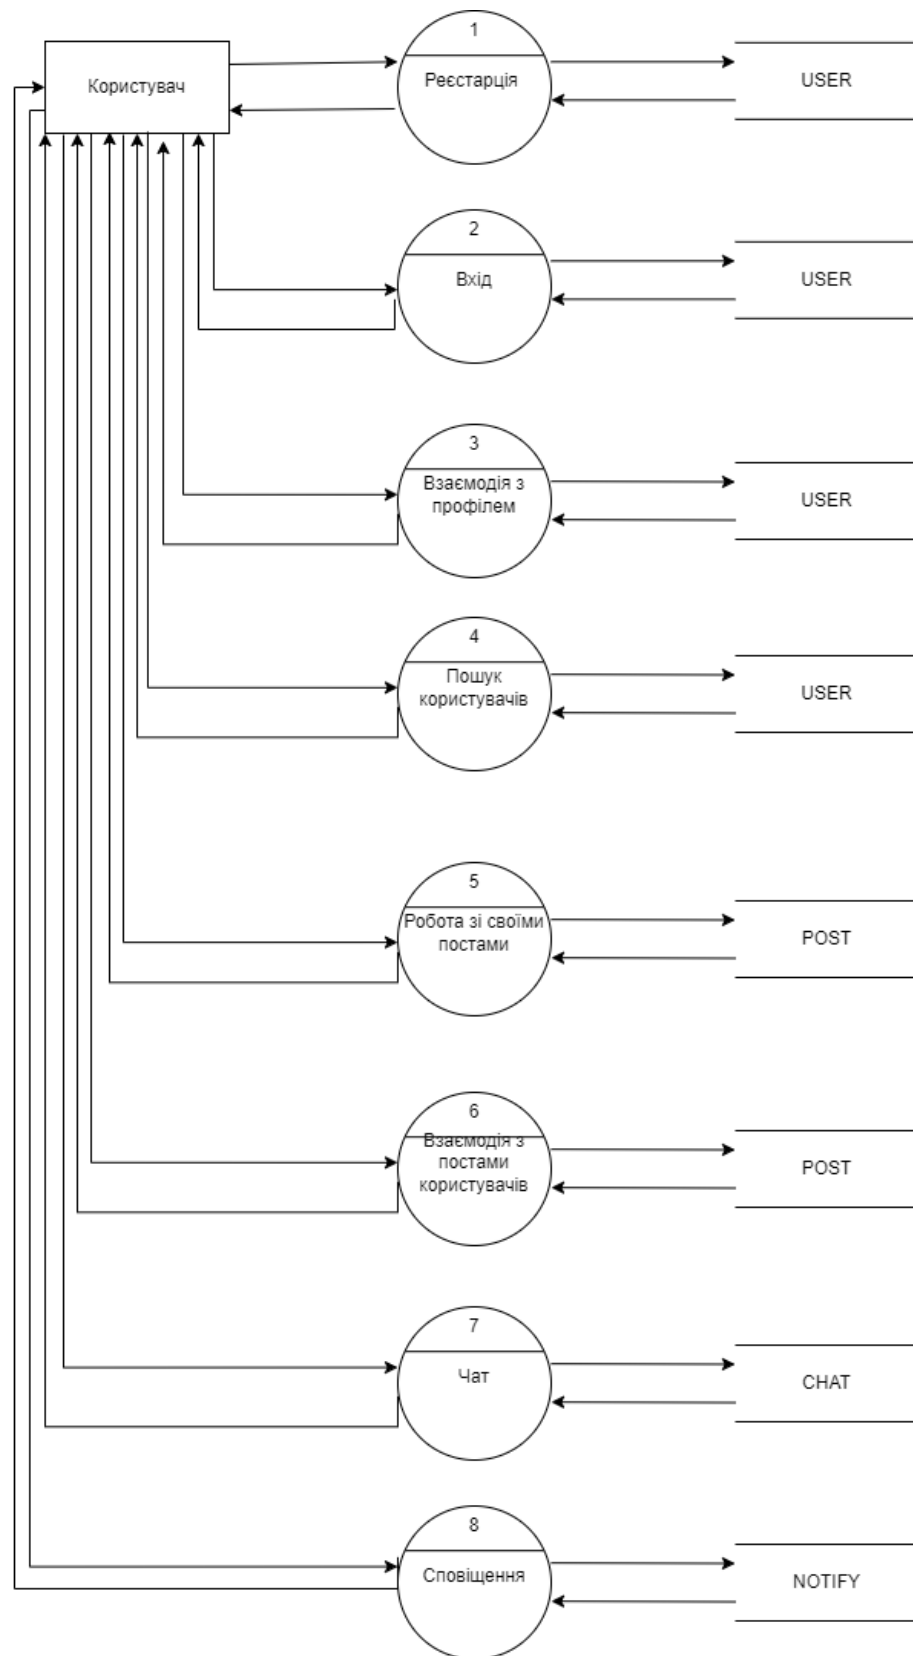 Користувач
1
Реєстарція
USER
2
Вхід
USER
3
Взаємодія з
профілем
USER
4
Пошук
користувачів
USER
5
Робота зі своїми
постами
POST
6
Взаємодія з
постами
користувачів
POST
7
Чат
CHAT
8
Сповіщення
NOTIFY